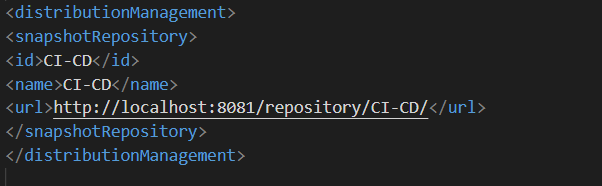 <distributionManagement>
<snapshotRepository>
<id>CI-CD</id>
<name>CI-CD</name>
<url>http://localhost:8081/repository/CI-CD/</url>
</snapshotRepository>
</distributionManagement>